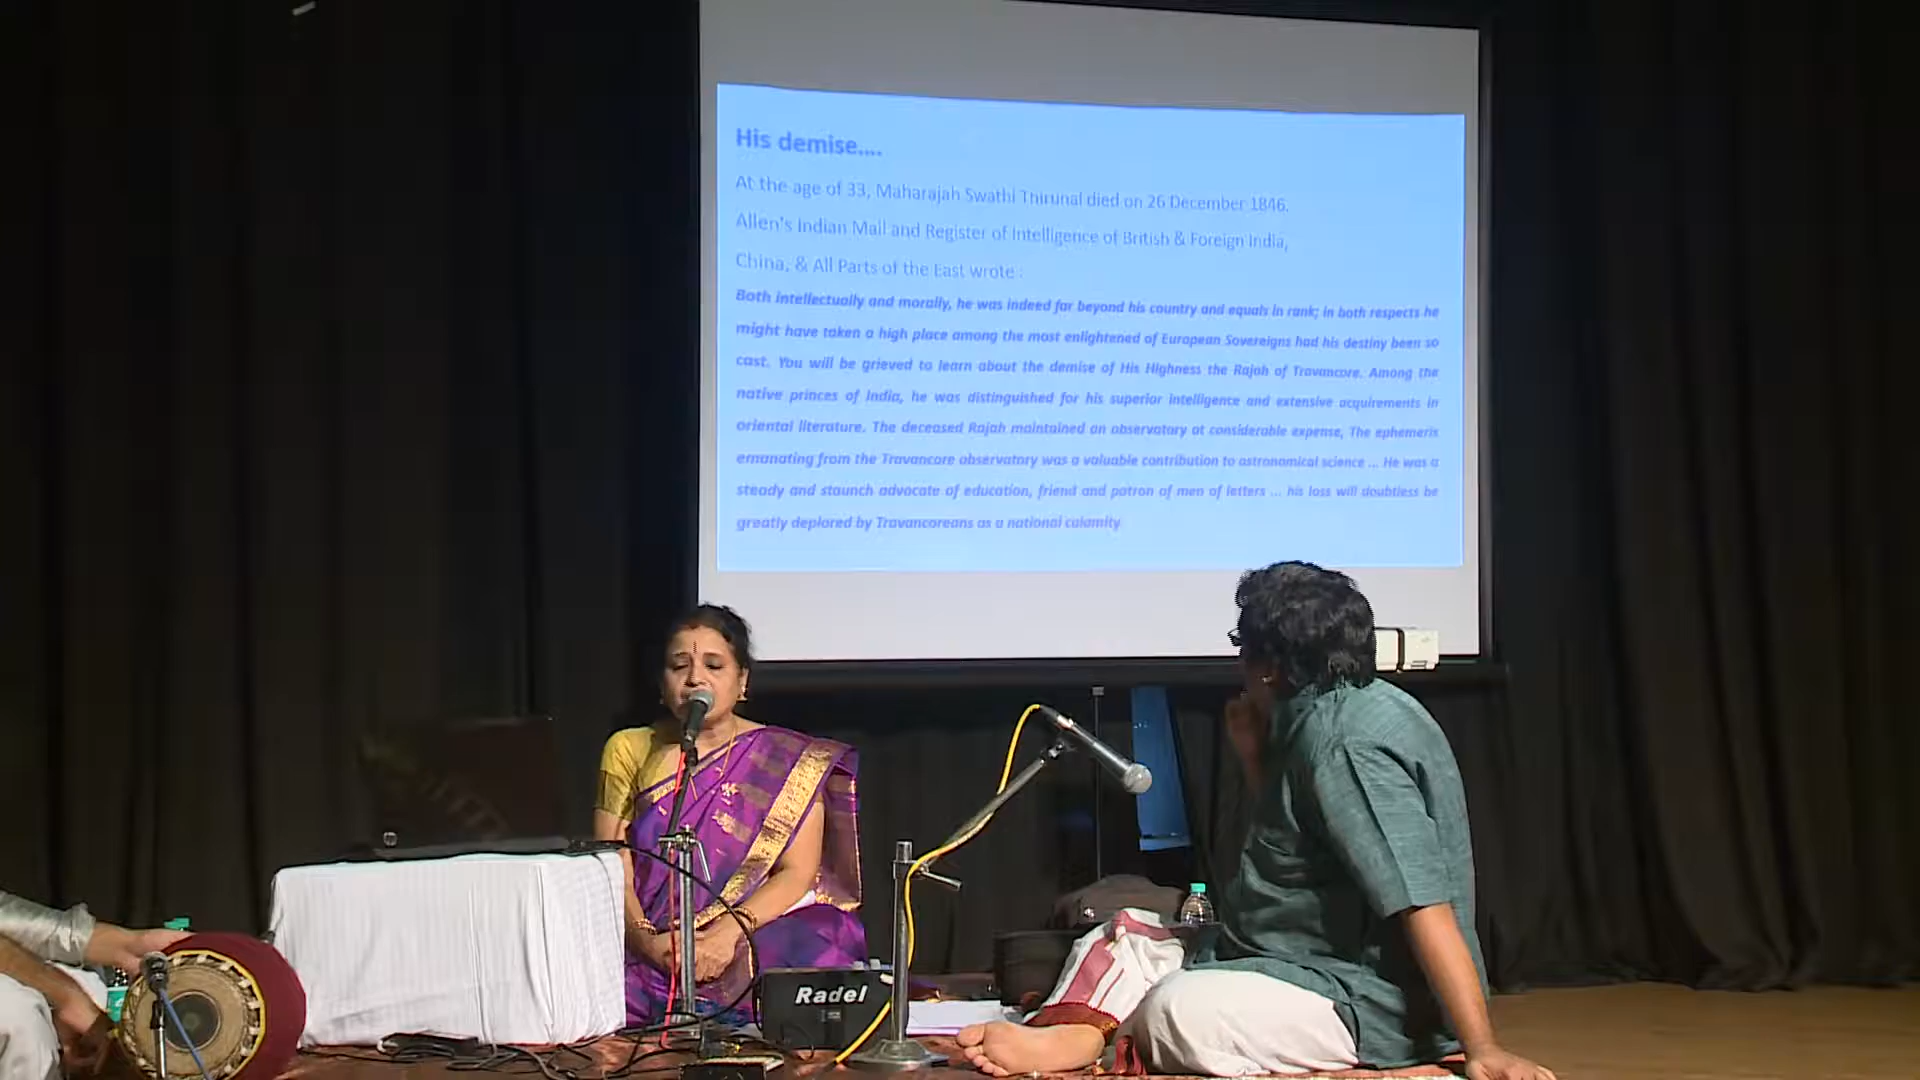 His demise....
At the age of 33, Maharajah Swathi Thirunal died on 26 December 1846.
Allen's Indian Mail and Register of Intelligence of British & Foreign India,
China, & All Parts of the East wrote :
Both intellectually and morally, he was indeed far beyond his country and equals in rank; in both respects he
might have taken a high place among the most enlightened of European Sovereigns had his destiny been so
cast. You will be grieved to learn about the demise of His Highness the Rajah of Travancore. Among the
native princes of India, he was distinguished for his superior intelligence and extensive acquirements in
oriental literature. The deceased Rajah maintained an observatory at considerable expense, The ephemeris
emanating from the Travancore observatory was a valuable contribution to astronomical science ... He was a
steady and staunch advocate of education, friend and patron of men of letters ... his loss will doubtless be
greatly deplored by Travancoreans as a national calamity
Radel